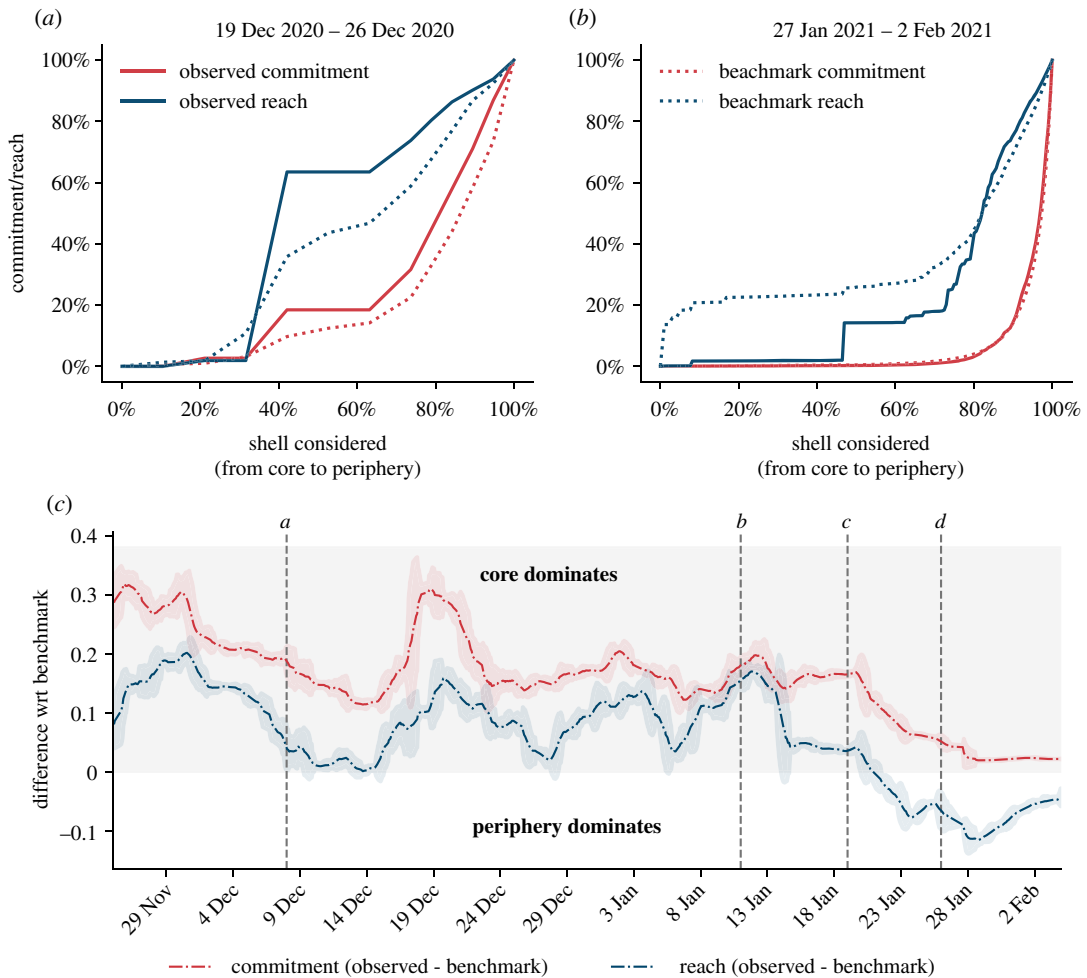 (a)
19 Dec 2020 – 26 Dec 2020
100%
80%
60%
40%
20%
0%
commitment/reach
observed commitment
observed reach
0% 20% 40% 60% 80% 100%
shell considered
(from core to periphery)
(b)
27 Jan 2021 – 2 Feb 2021
100%
80%
60%
40%
20%
0%
beachmark commitment
beachmark reach
0% 20% 40% 60% 80% 100%
shell considered
(from core to periphery)
(c)
a b c d
0.4
0.3
0.2
0.1
0
–0.1
difference wrt benchmark
core dominates
periphery dominates
29 Nov 4 Dec 9 Dec 14 Dec 19 Dec 24 Dec 29 Dec 3 Jan 8 Jan 13 Jan 18 Jan 23 Jan 28 Jan 2 Feb
commitment (observed - benchmark) reach (observed - benchmark)